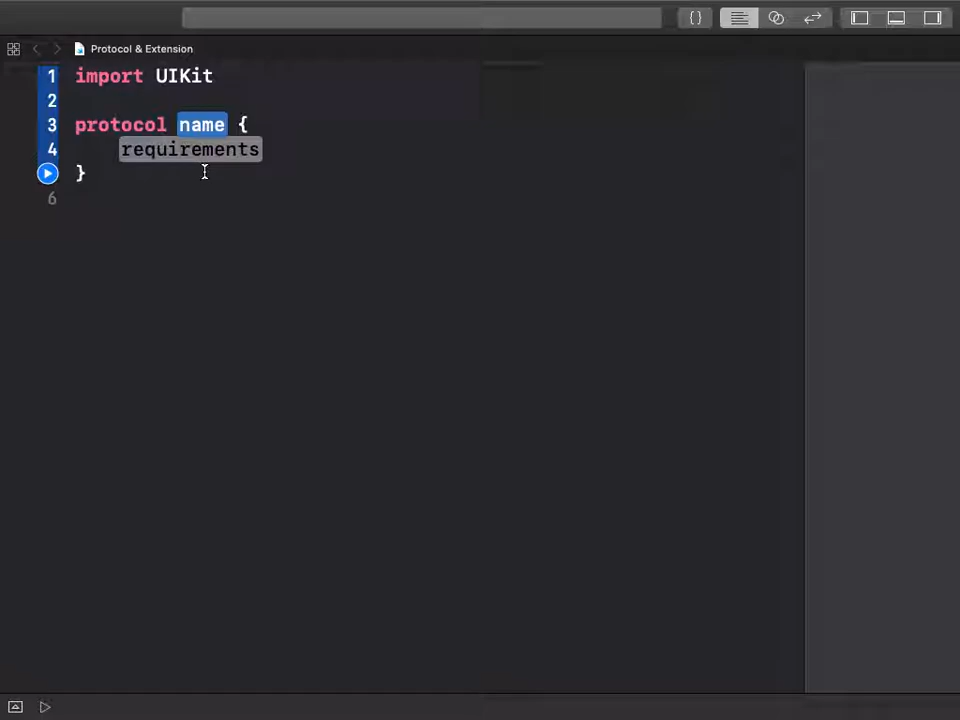 {}
Protocol & Extension
1 import UIKit
2
3 protocol name {
4 requirements
}
6